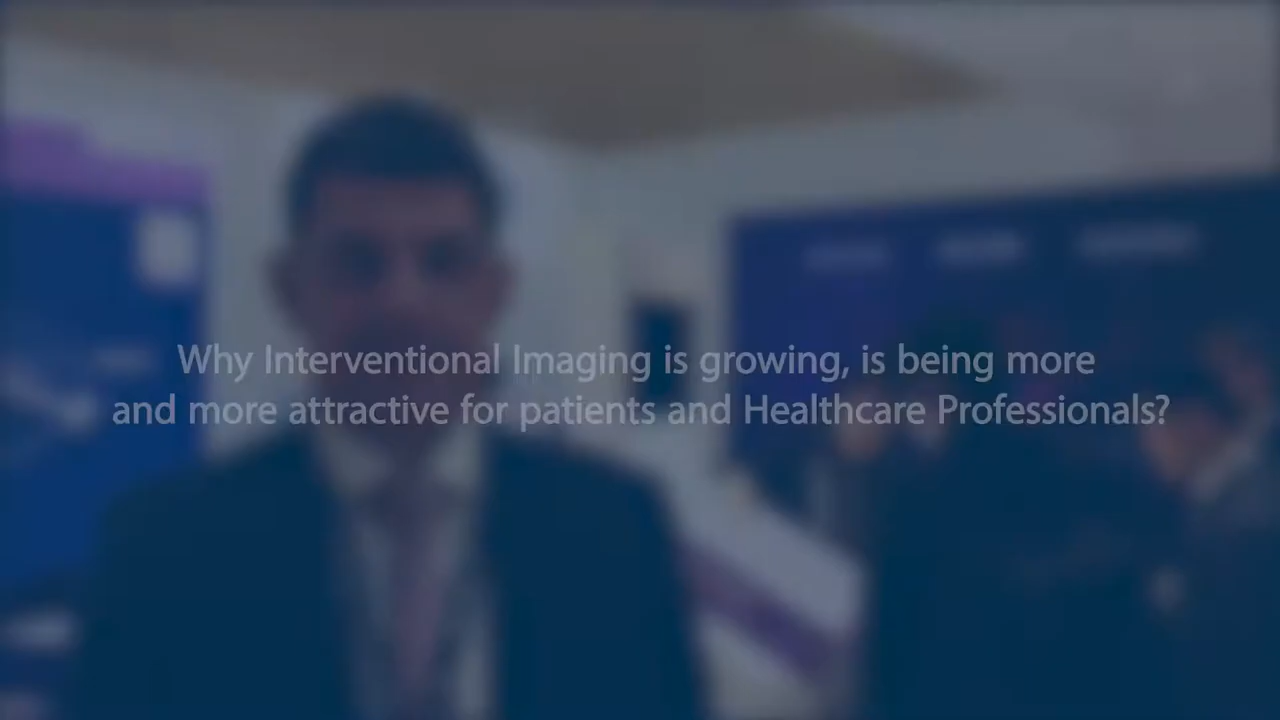 Why Interventional Imaging is growing, is being more
and more attractive for patients and Healthcare Professionals?